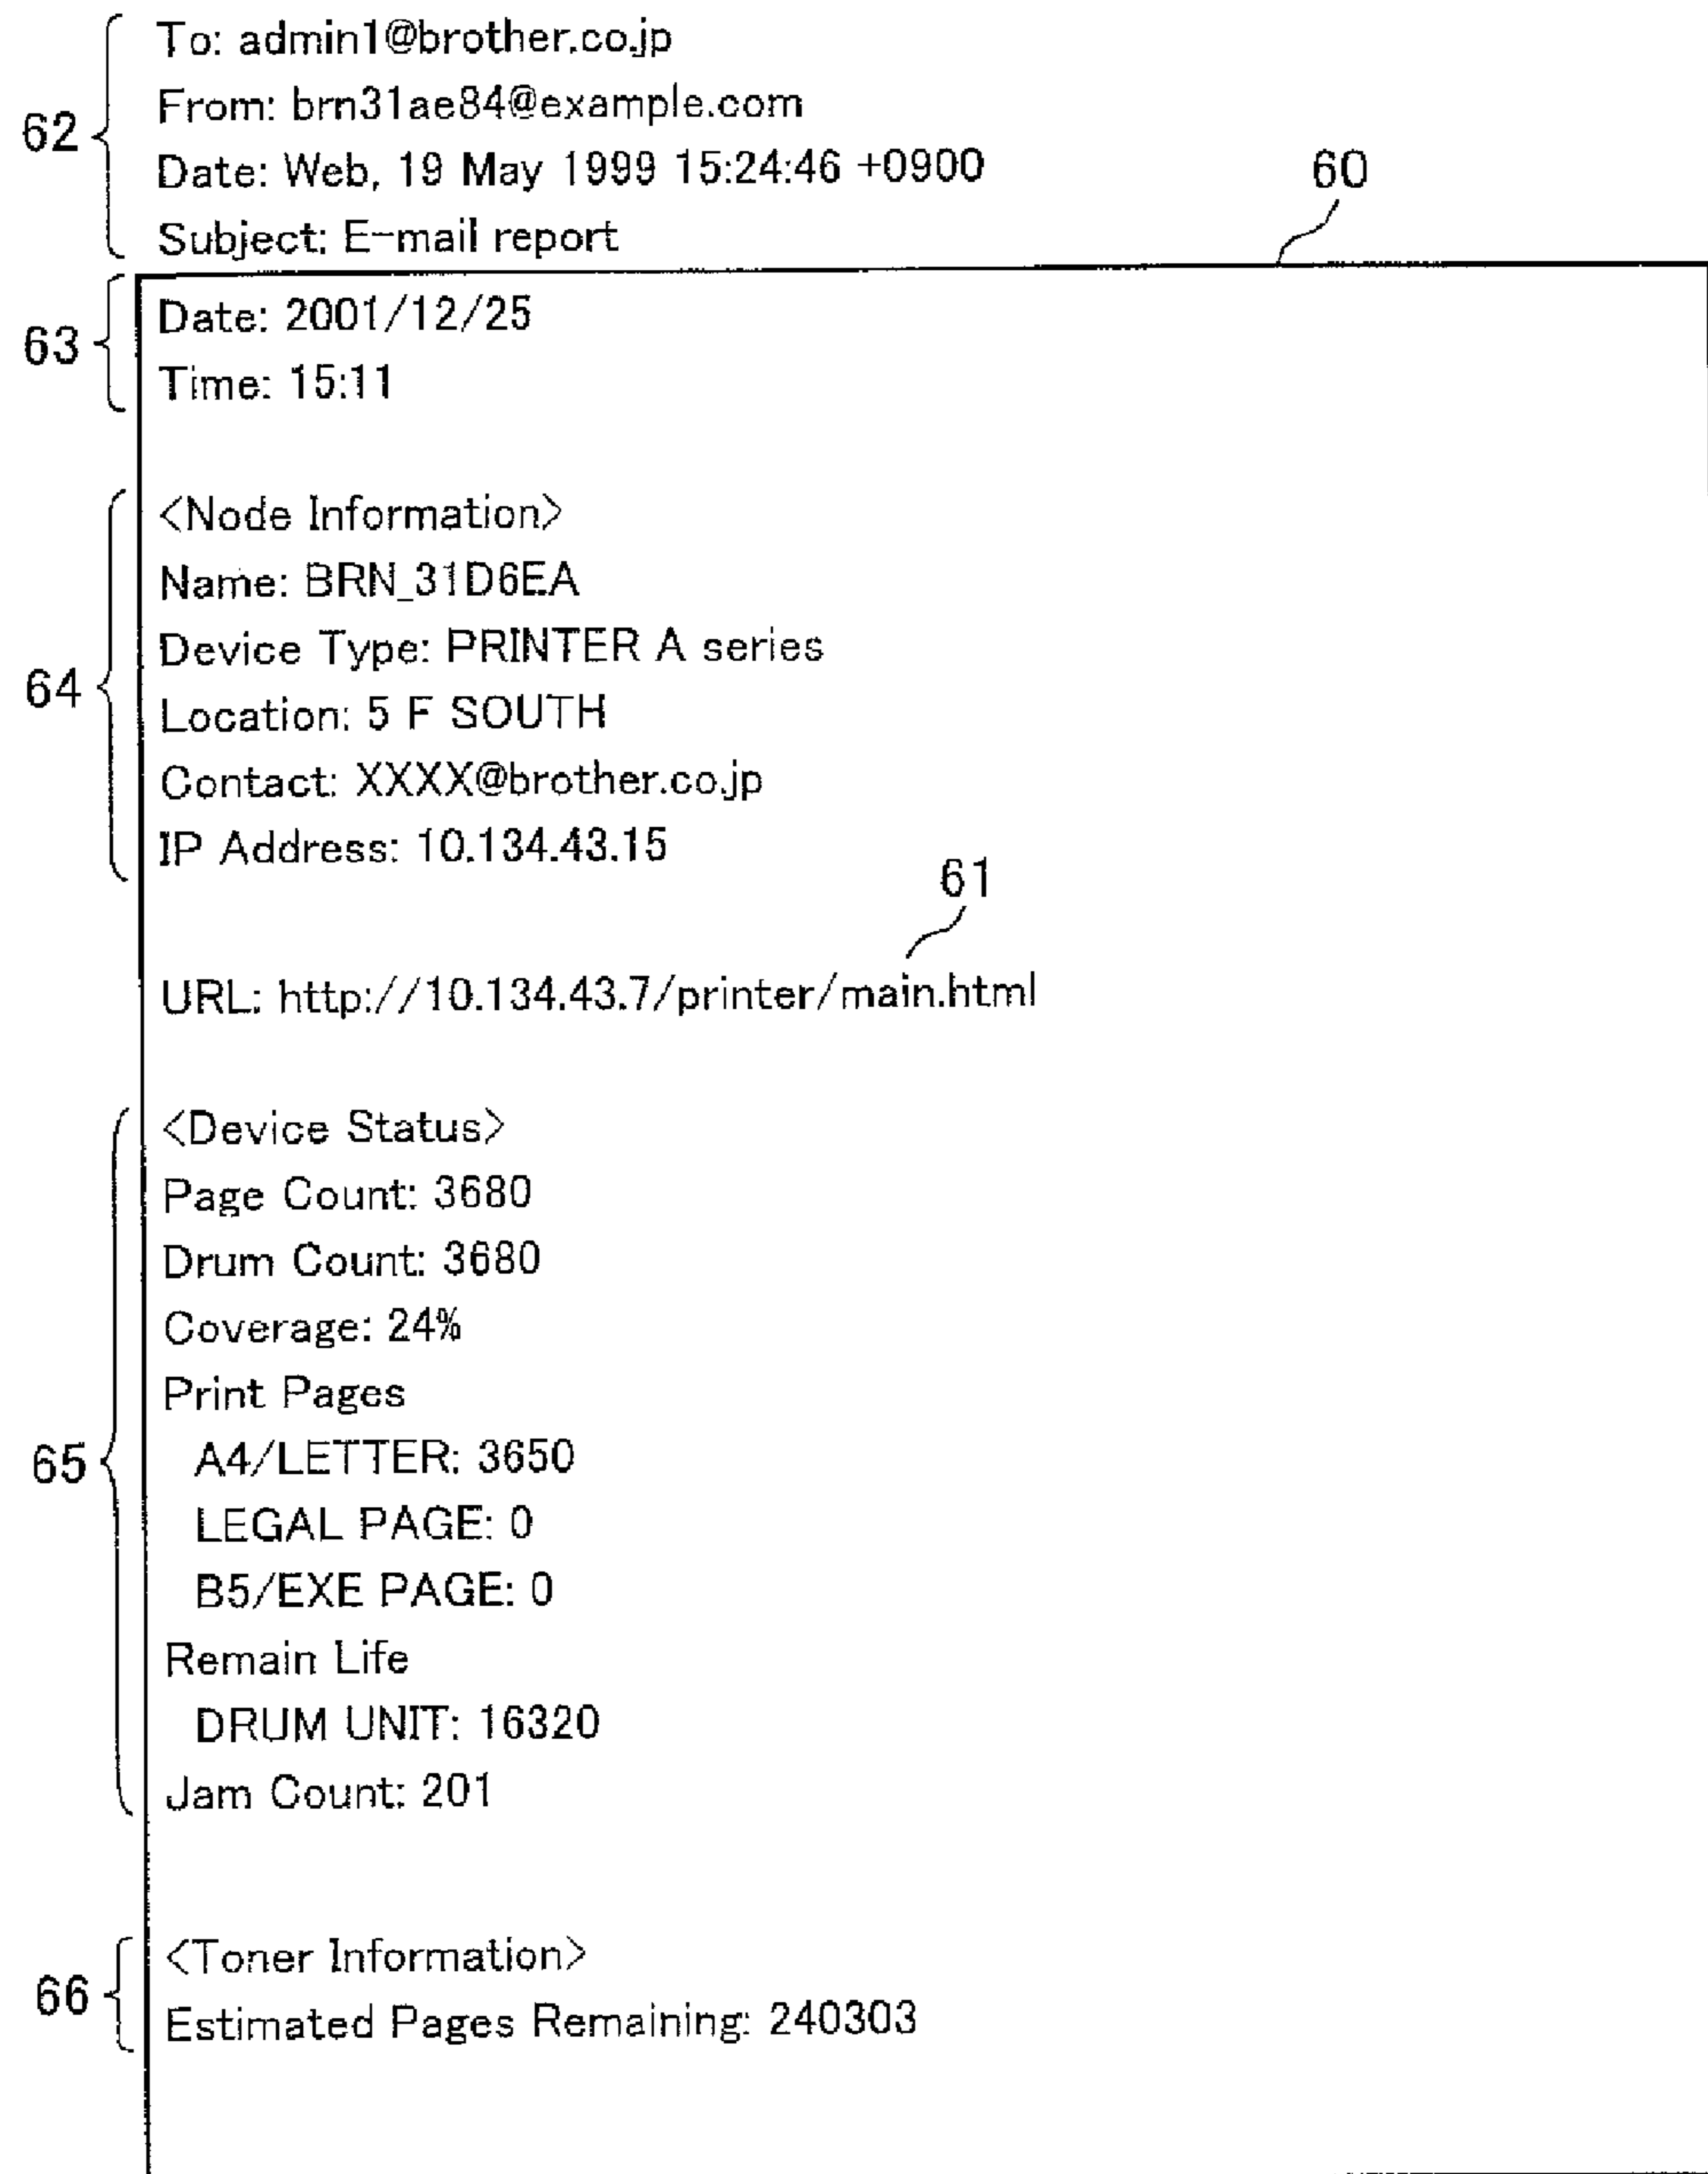 62
To: admin1@brother.co.jp
From: brn31ae84@example.com
Date: Web, 19 May 1999 15:24:46 +0900
Subject: E-mail report
60
63
Date: 2001/12/25
Time: 15:11
64
<Node Information>
Name: BRN_31D6EA
Device Type: PRINTER A series
Location: 5 F SOUTH
Contact: XXXX@brother.co.jp
IP Address: 10.134.43.15
61
URL: http://10.134.43.7/printer/main.html
65
<Device Status>
Page Count: 3680
Drum Count: 3680
Coverage: 24%
Print Pages
A4/LETTER: 3650
LEGAL PAGE: 0
B5/EXE PAGE: 0
Remain Life
DRUM UNIT: 16320
Jam Count: 201
66
<Toner Information>
Estimated Pages Remaining: 240303